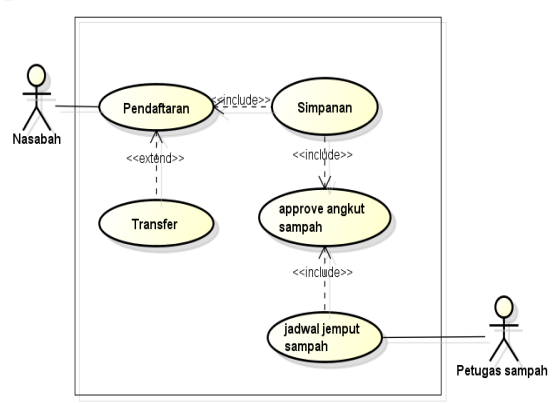 Nasabah
Pendaftaran
<<include>>
Simpanan
<<extend>>
<<include>>
Transfer
approve angkut
sampah
<<include>>
jadwal jemput
sampah
Petugas sampah